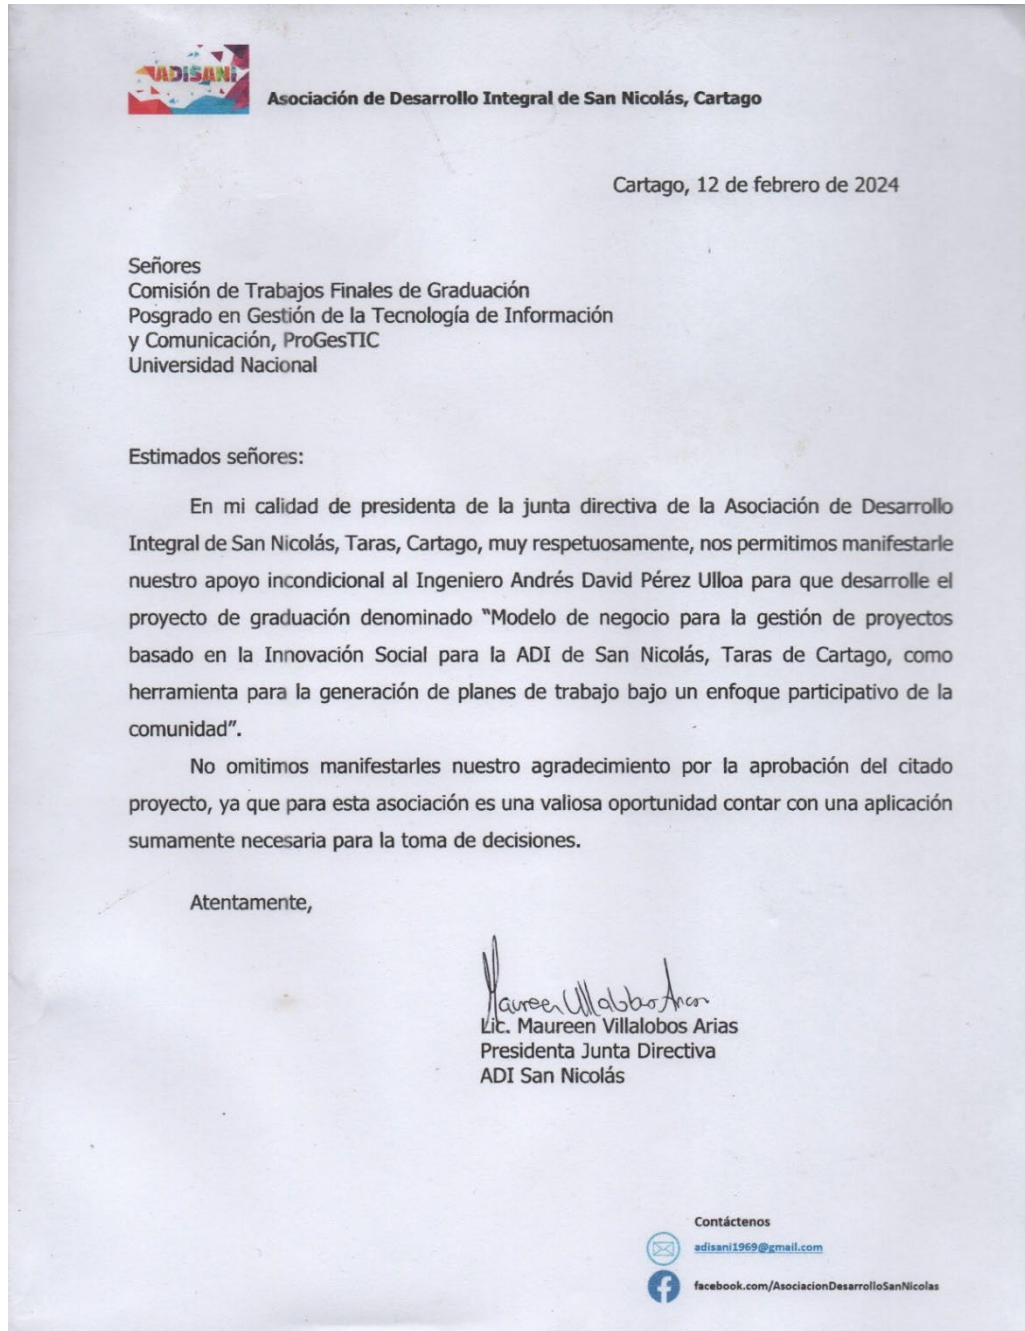 ADISANI
Asociación de Desarrollo Integral de San Nicolás, Cartago
Cartago, 12 de febrero de 2024
Señores
Comisión de Trabajos Finales de Graduación
Posgrado en Gestión de la Tecnología de Información
y Comunicación, ProGesTIC
Universidad Nacional
Estimados señores:
En mi calidad de presidenta de la junta directiva de la Asociación de Desarrollo
Integral de San Nicolás, Taras, Cartago, muy respetuosamente, nos permitimos manifestarle
nuestro apoyo incondicional al Ingeniero Andrés David Pérez Ulloa para que desarrolle el
proyecto de graduación denominado “Modelo de negocio para la gestión de proyectos
basado en la Innovación Social para la ADI de San Nicolás, Taras de Cartago, como
herramienta para la generación de planes de trabajo bajo un enfoque participativo de la
comunidad”.
No omitimos manifestarles nuestro agradecimiento por la aprobación del citado
proyecto, ya que para esta asociación es una valiosa oportunidad contar con una aplicación
sumamente necesaria para la toma de decisiones.
Atentamente,
Maureen Villalobos Arias
Lic. Maureen Villalobos Arias
Presidenta Junta Directiva
ADI San Nicolás
Contáctenos
adisani1969@gmail.com
facebook.com/AsociacionDesarrolloSanNicolas